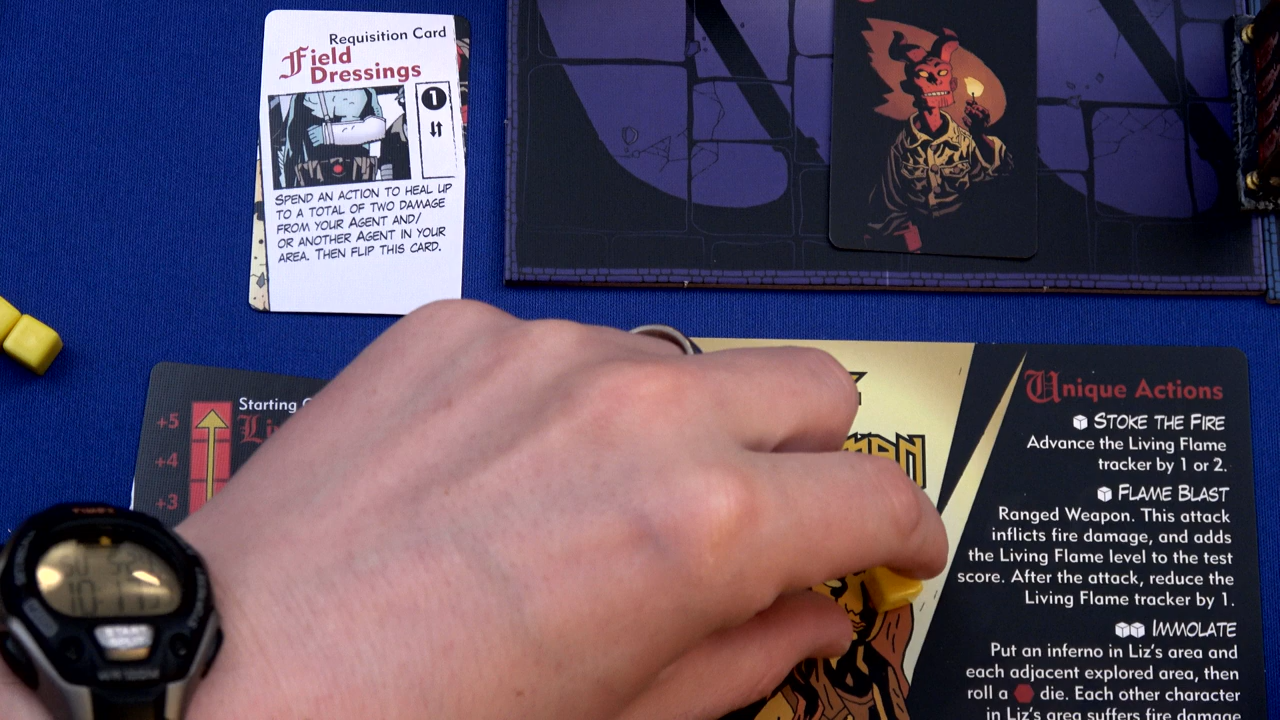 Requisition Card
Field
Dressings
1
SPEND AN ACTION TO HEAL UP
TO A TOTAL OF TWO DAMAGE
FROM YOUR AGENT AND/
OR ANOTHER AGENT IN YOUR
AREA. THEN FLIP THIS CARD.
+5
+4
+3
Starting
Unique Actions
STOKE THE FIRE
Advance the Living Flame
tracker by 1 or 2.
FLAME BLAST
Ranged Weapon. This attack
inflicts fire damage, and adds
the Living Flame level to the test
score. After the attack, reduce the
Living Flame tracker by 1.
IMMOLATE
Put an inferno in Liz's area and
each adjacent explored area, then
roll a die. Each other character
in Liz's area suffers fire damage